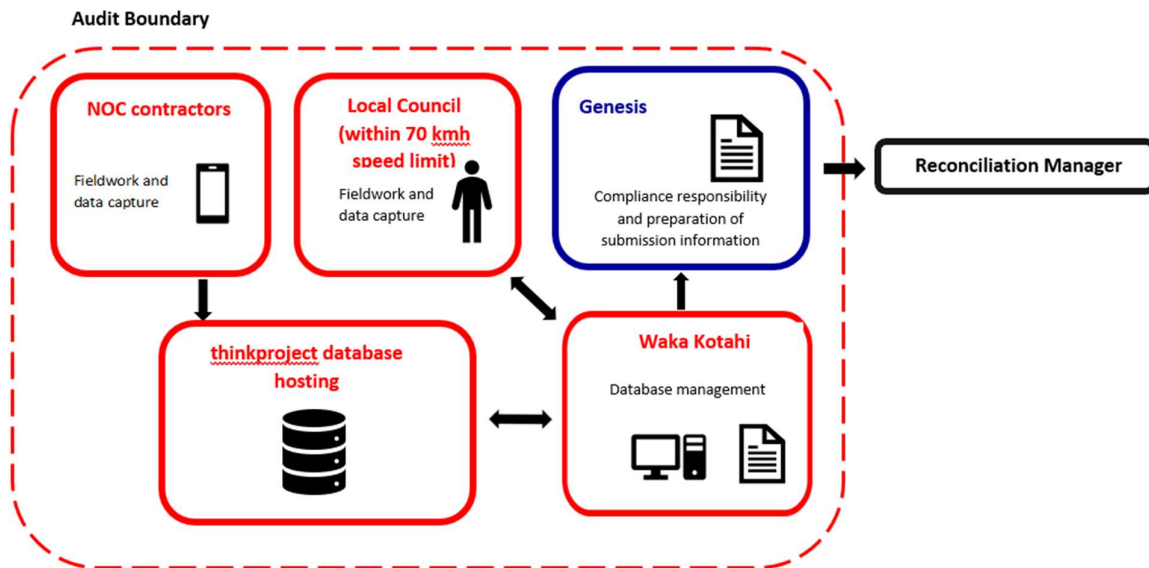 Audit Boundary
NOC contractors
Fieldwork and
data capture
Local Council
(within 70 kmh
speed limit)
Fieldwork and
data capture
Genesis
Compliance responsibility
and preparation of
submission information
Reconciliation Manager
thinkproject database
hosting
Waka Kotahi
Database management